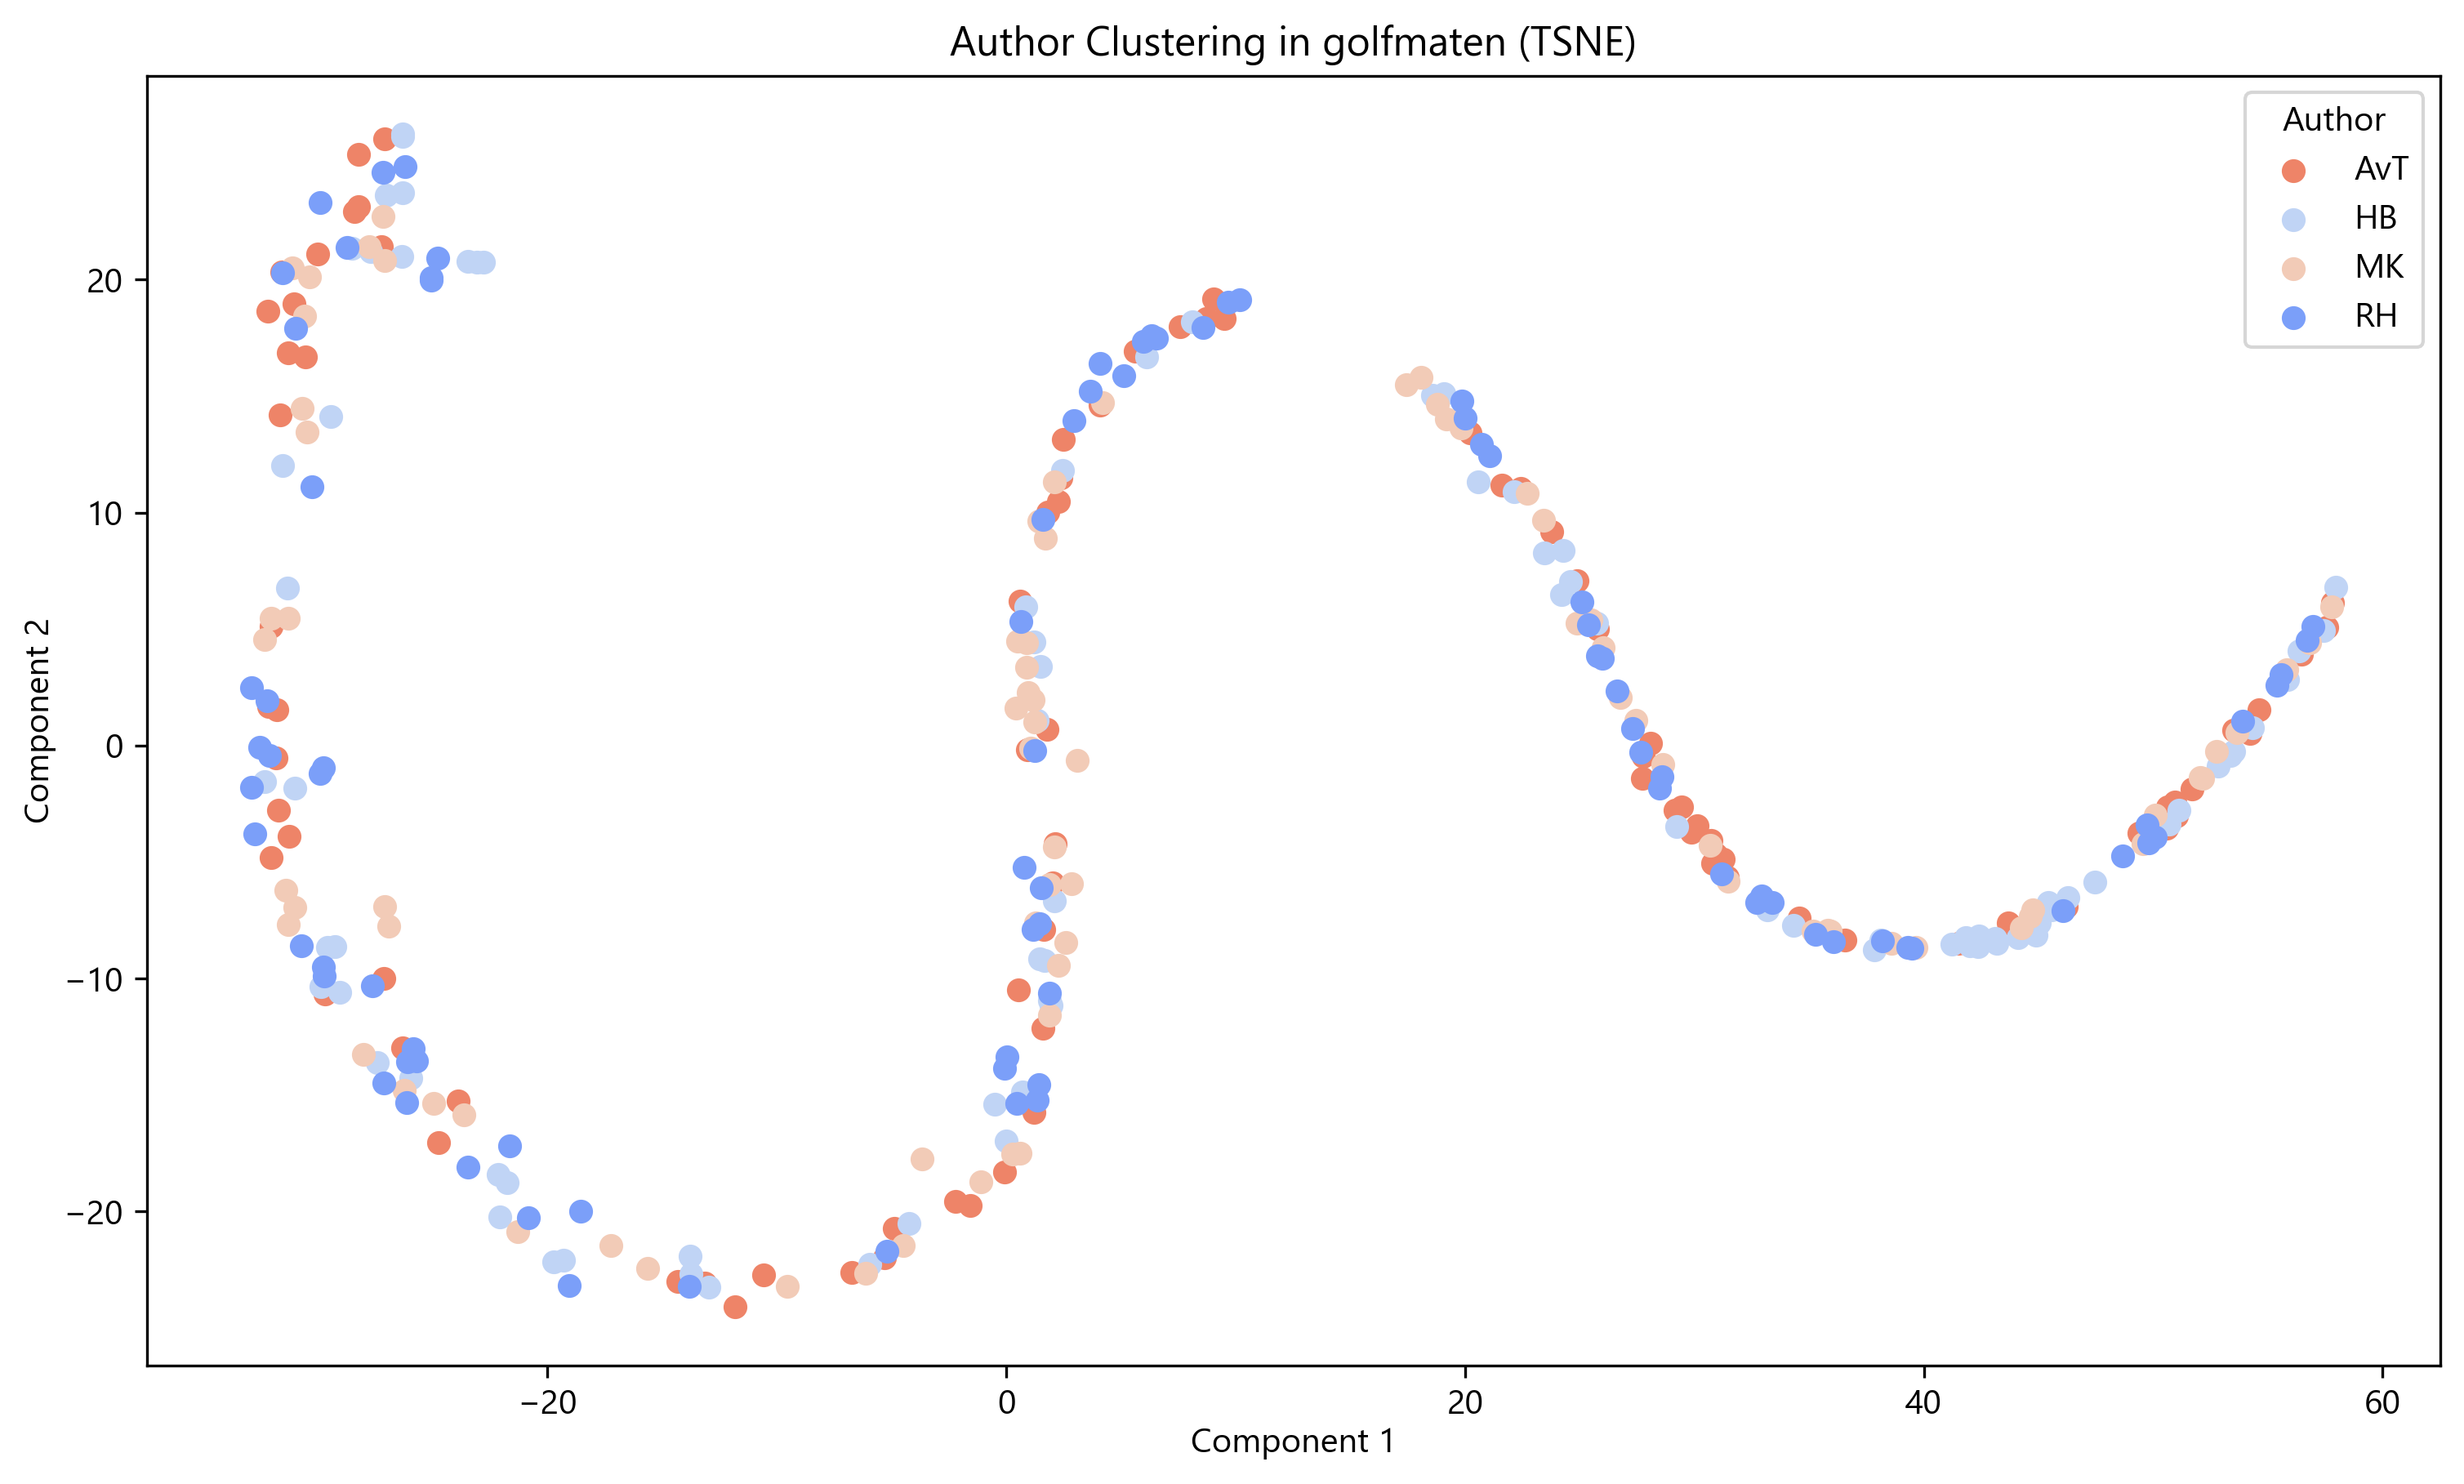 Author Clustering in golfmaten (TSNE)
Author
AvT
HB
MK
RH
20
10
0
−10
−20
Component 2
−20
0
20
40
60
Component 1